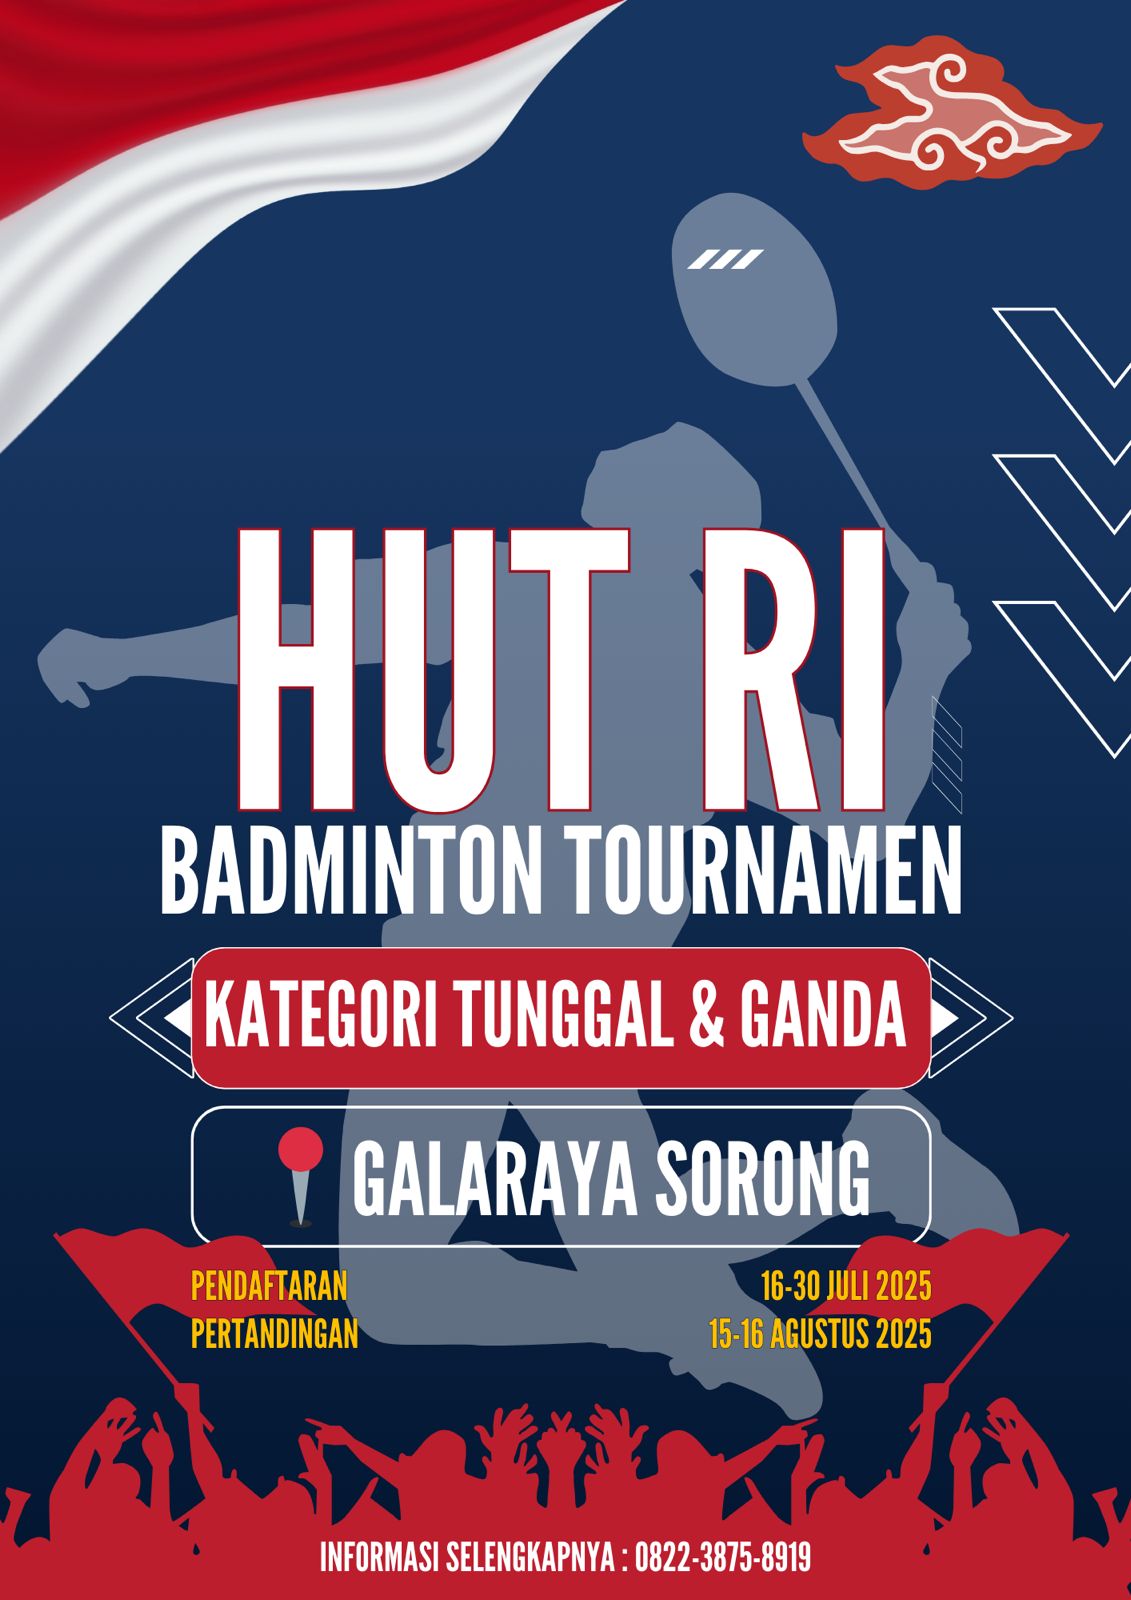 HUT RI
BADMINTON TOURNAMEN
KATEGORI TUNGGAL & GANDA
GALARAYA SORONG
PENDAFTARAN 16-30 JULI 2025
PERTANDINGAN 15-16 AGUSTUS 2025
INFORMASI SELENGKAPNYA : 0822-3875-8919